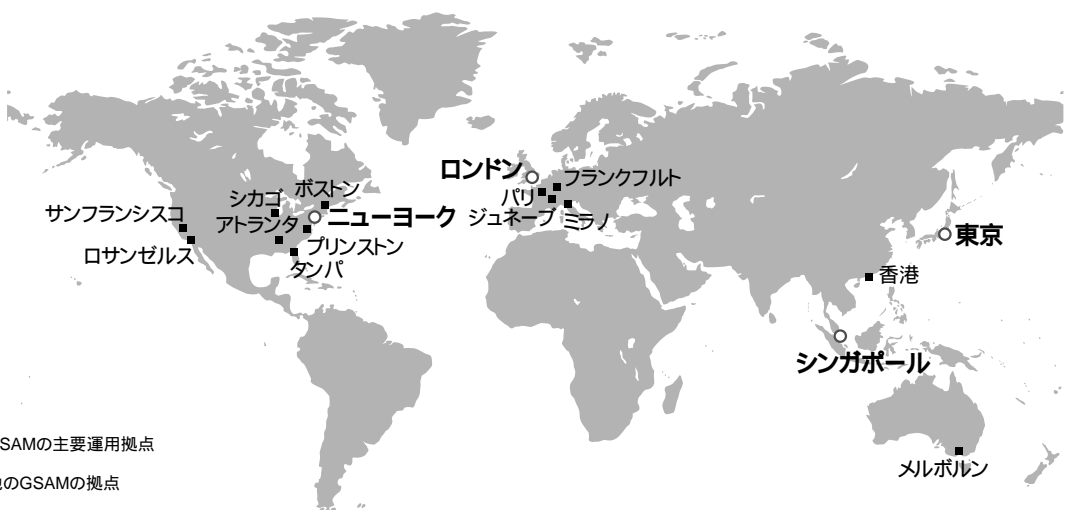 ロンドン
フランクフルト
パリ
ジュネーブ
ミラノ
シカゴ
ボストン
サンフランシスコ
アトランタ
ニューヨーク
ロサンゼルス
プリンストン
タンパ
東京
香港
シンガポール
メルボルン
SAMの主要運用拠点
のGSAMの拠点